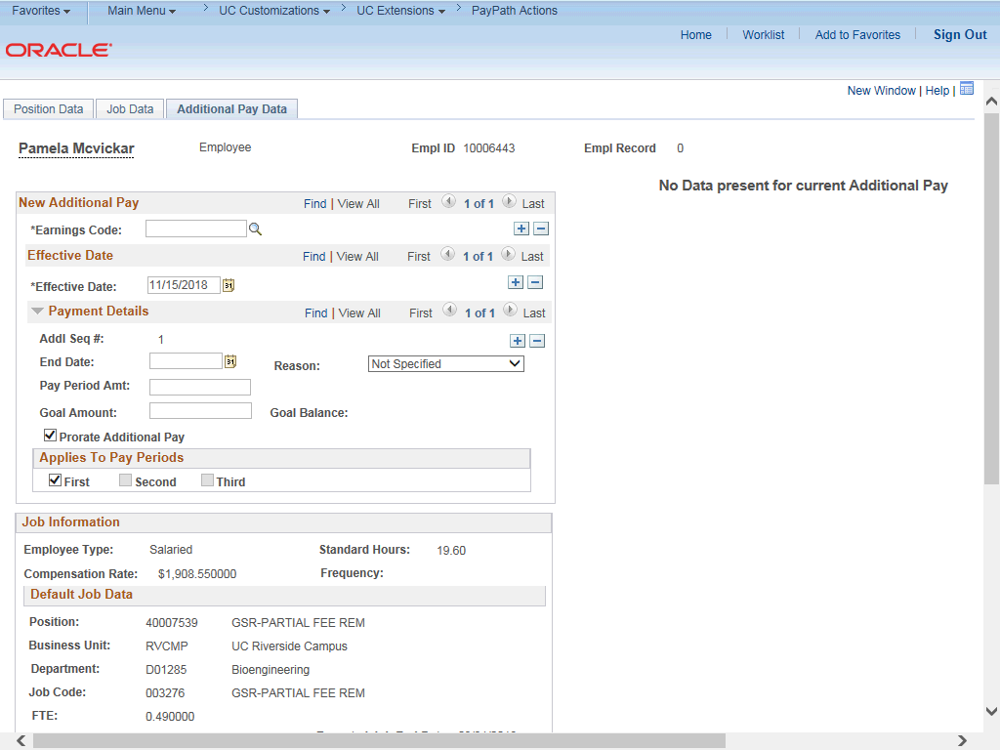 Favorites Main Menu > UC Customizations > UC Extensions > PayPath Actions
Home Worklist Add to Favorites Sign Out
ORACLE
New Window | Help |
Position Data Job Data Additional Pay Data
Pamela Mcvickar Employee Empl ID 10006443 Empl Record 0
No Data present for current Additional Pay
New Additional Pay Find | View All First 1 of 1 Last
*Earnings Code:
Effective Date Find | View All First 1 of 1 Last
*Effective Date: 11/15/2018 31
Payment Details Find | View All First 1 of 1 Last
Addl Seq #: 1
End Date: 31 Reason: Not Specified
Pay Period Amt:
Goal Amount: Goal Balance:
Prorate Additional Pay
Applies To Pay Periods
First Second Third
Job Information
Employee Type: Salaried Standard Hours: 19.60
Compensation Rate: $1,908.550000 Frequency:
Default Job Data
Position: 40007539 GSR-PARTIAL FEE REM
Business Unit: RVCMP UC Riverside Campus
Department: D01285 Bioengineering
Job Code: 003276 GSR-PARTIAL FEE REM
FTE: 0.490000